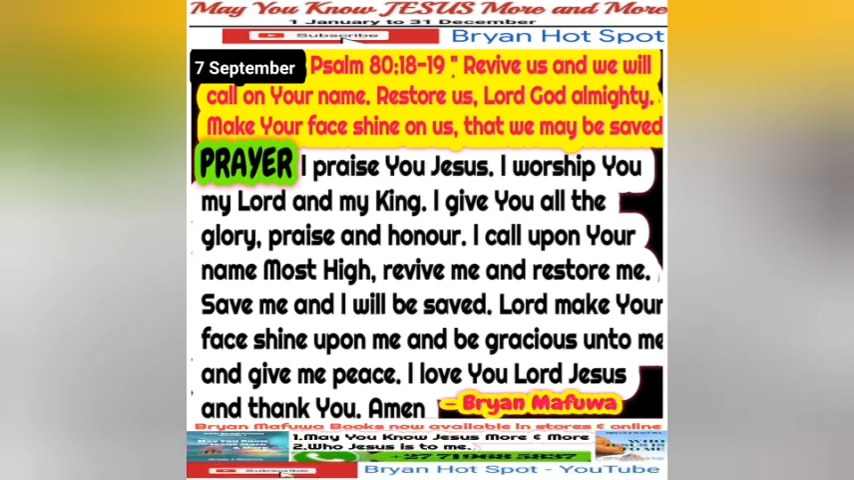 May You Know JESUS More and More
1 January to 31 December
Subscribe
Bryan Hot Spot
7 September
Psalm 80:18-19 " Revive us and we will
call on Your name. Restore us, Lord God almighty.
Make Your face shine on us, that we may be saved
PRAYER I praise You Jesus. I worship You
my Lord and my King. I give You all the
glory, praise and honour. I call upon Your
name Most High, revive me and restore me.
Save me and I will be saved. Lord make Your
face shine upon me and be gracious unto me
and give me peace. I love You Lord Jesus
and thank You. Amen
– Bryan Mafuwa
Bryan Mafuwa Books now available in stores & online
1.May You Know Jesus More & More
2.Who Jesus is to me.
+27 71968 5837
Subscribe
Bryan Hot Spot - YouTube